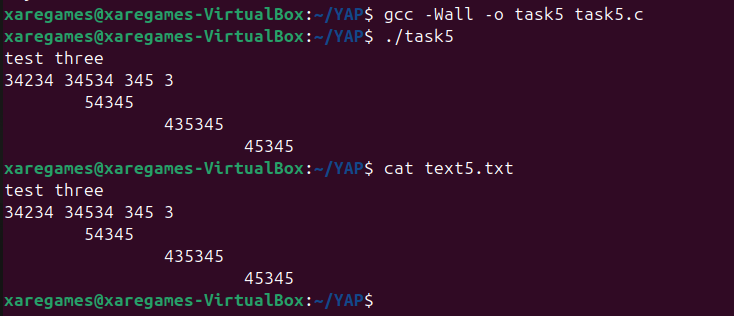 xaregames@xaregames-VirtualBox:~/YAP$ gcc -Wall -o task5 task5.c
xaregames@xaregames-VirtualBox:~/YAP$ ./task5
test three
34234 34534 345 3
        54345
                435345
                        45345
xaregames@xaregames-VirtualBox:~/YAP$ cat text5.txt
test three
34234 34534 345 3
        54345
                435345
                        45345
xaregames@xaregames-VirtualBox:~/YAP$